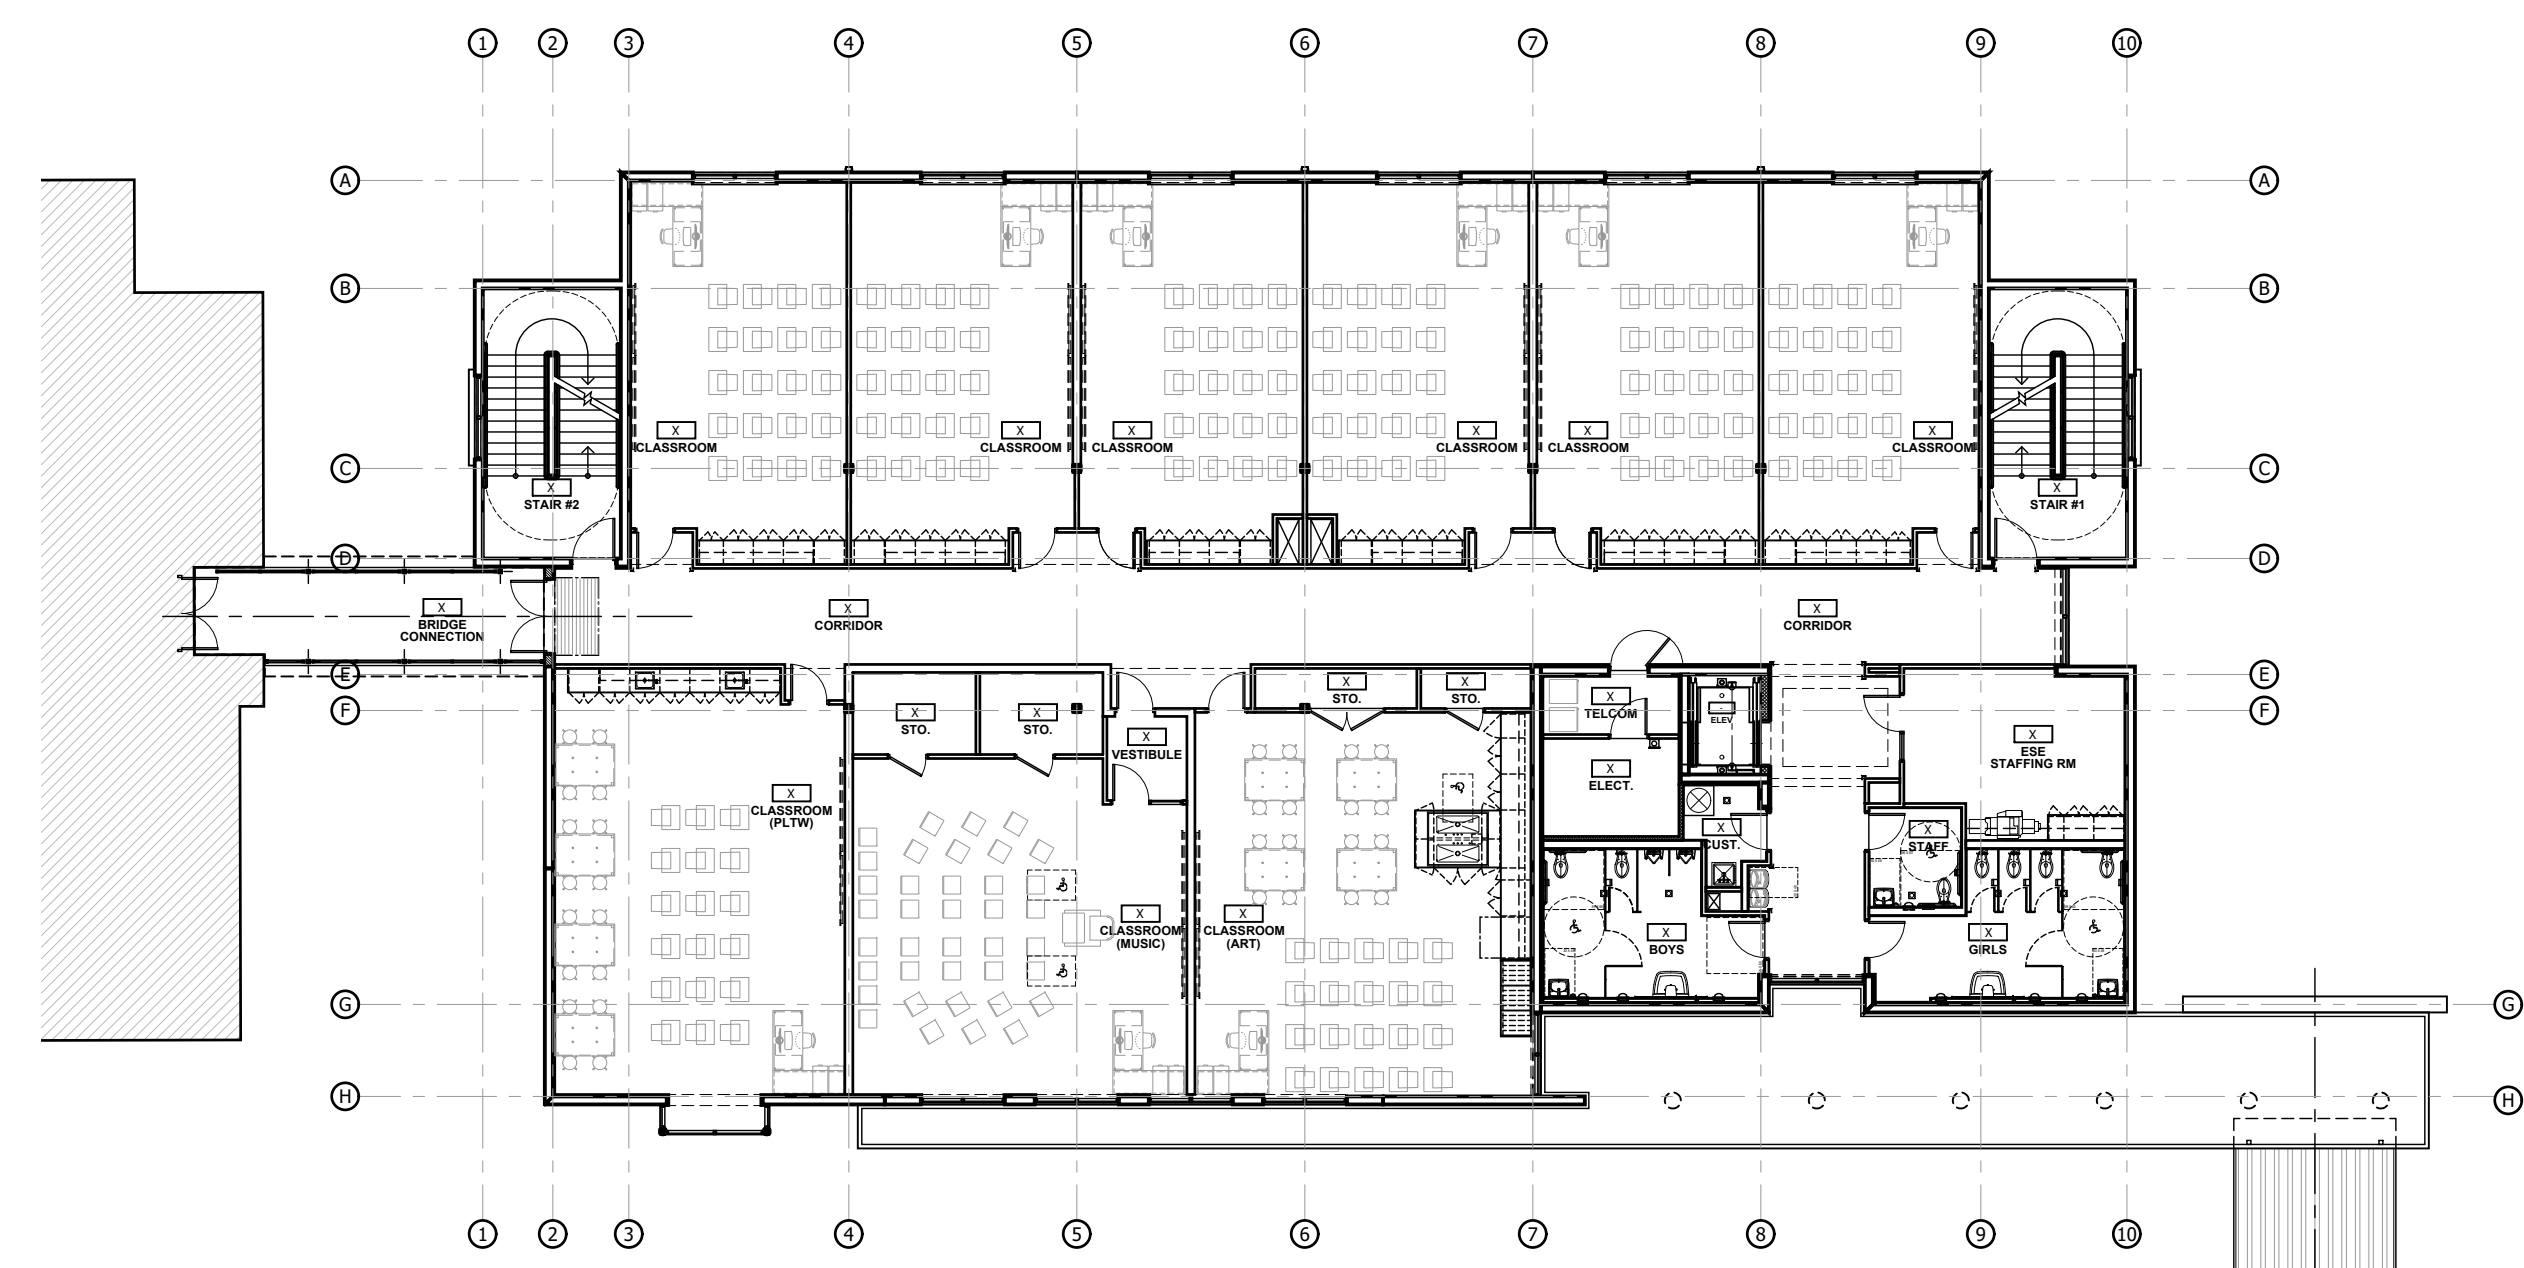 1 2 3 4 5 6 7 8 9 10
A A
B B
X X X X X X
CLASSROOM CLASSROOM CLASSROOM CLASSROOM CLASSROOM CLASSROOM
C C
X X
STAIR #2 STAIR #1
D D
X X X
BRIDGE CORRIDOR CORRIDOR
CONNECTION
E E
X X
STO. STO.
X
TELCOM
F F
X X
STO. STO.
ELEV
X
VESTIBULE
X
ESE
STAFFING RM
X
ELECT.
X
CLASSROOM
(PLTW)
X
CUST.
X
STAFF
X X
CLASSROOM CLASSROOM
(MUSIC) (ART)
X X
BOYS GIRLS
G G
H H
1 2 3 4 5 6 7 8 9 10